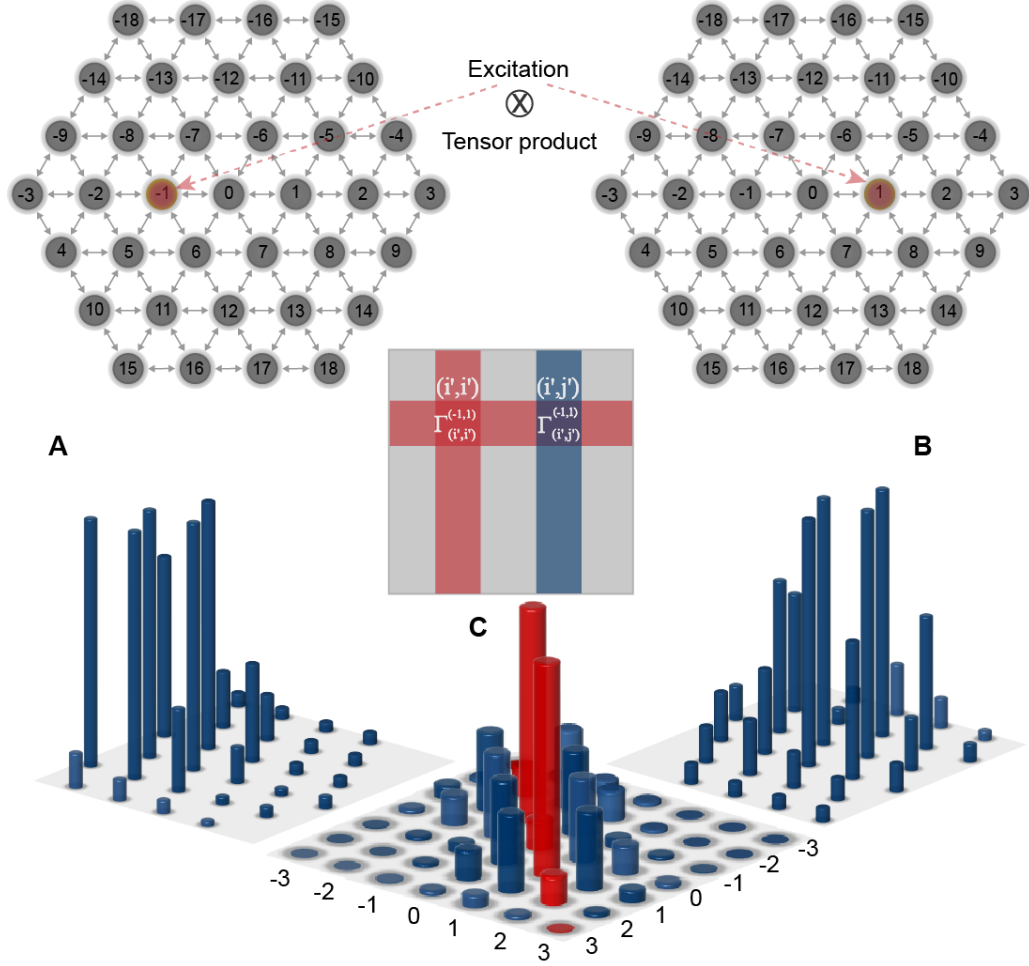 -18 -17 -16 -15
-14 -13 -12 -11 -10
-9 -8 -7 -6 -5 -4
-3 -2 -1 0 1 2 3
4 5 6 7 8 9
10 11 12 13 14
15 16 17 18
Excitation
X
Tensor product
-18 -17 -16 -15
-14 -13 -12 -11 -10
-9 -8 -7 -6 -5 -4
-3 -2 -1 0 1 2 3
4 5 6 7 8 9
10 11 12 13 14
15 16 17 18
(i',i') (i',j')
Γ(-1,1)(i',i') Γ(-1,1)(i',j')
A
B
C
-3 -2 -1 0 1 2 3
3 2 1 0 -1 -2 -3